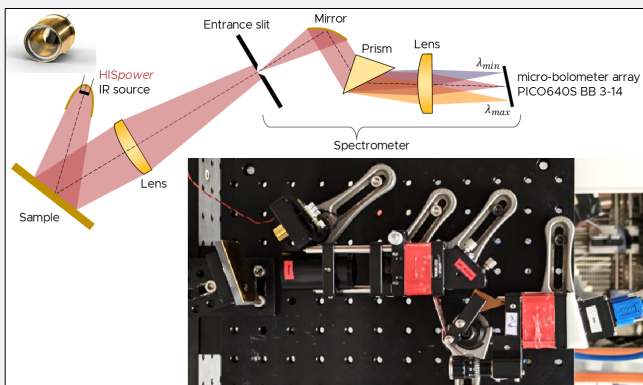 Entrance slit
Mirror
Prism
Lens
λmin
micro-bolometer array
PICO640S BB 3-14
λmax
Spectrometer
HISpower
IR source
Lens
Sample